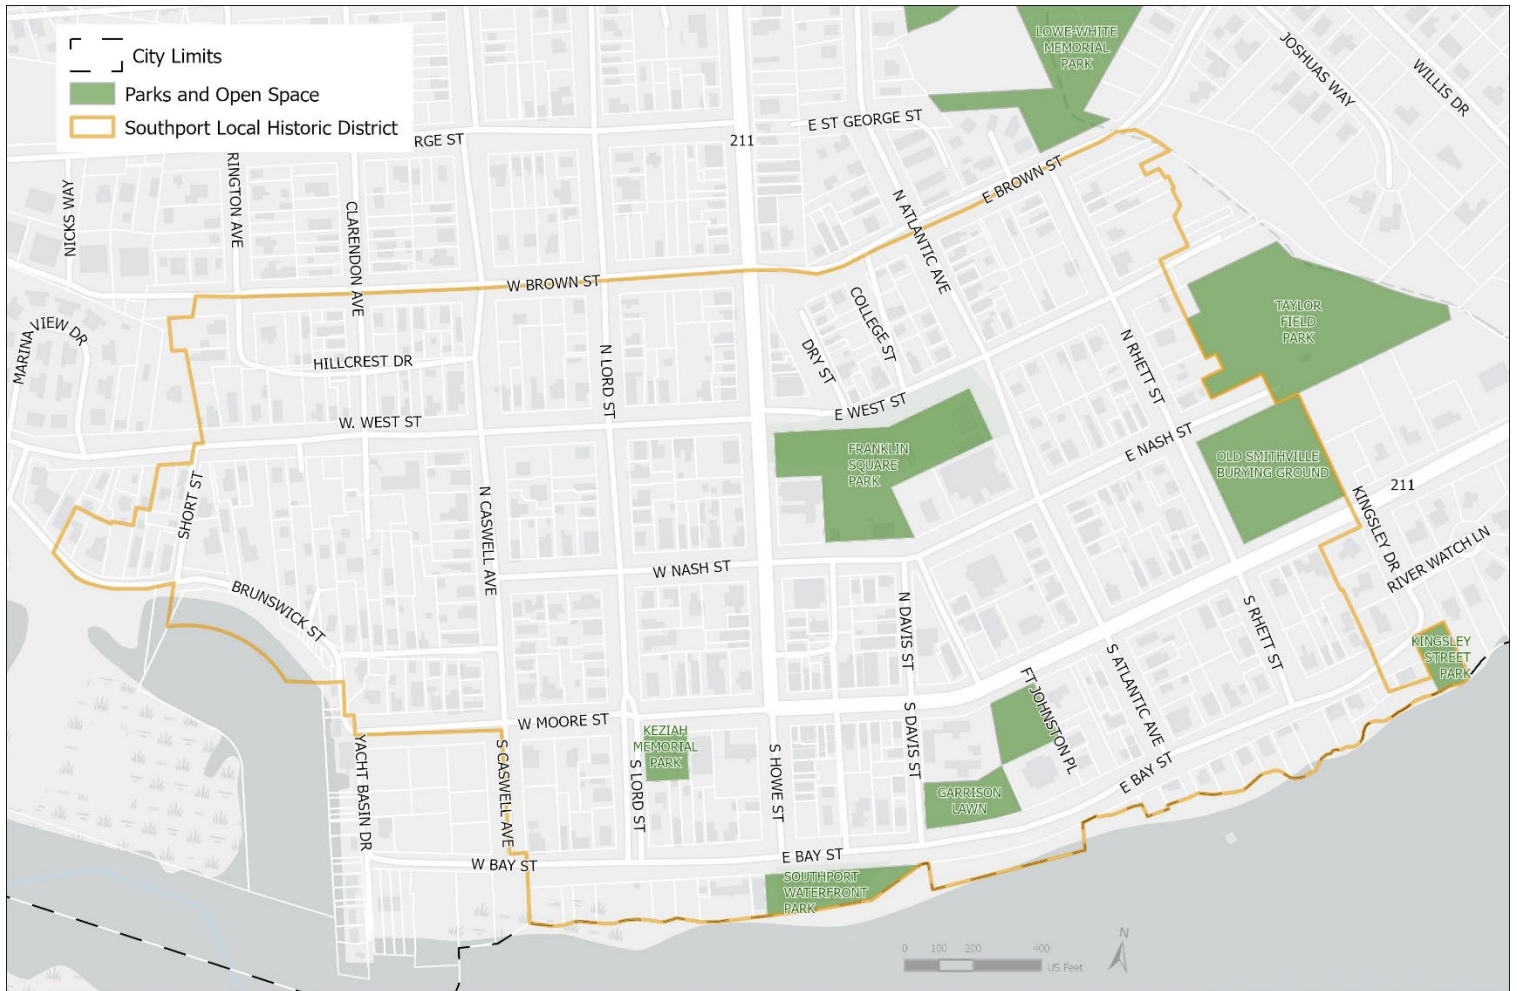 City Limits
Parks and Open Space
Southport Local Historic District
LOWE-WHITE
MEMORIAL
PARK
JOSHUAS WAY
WILLIS DR
E ST GEORGE ST
RGE ST
211
RINGTON AVE
NICKS WAY
CLARENDON AVE
E BROWN ST
N ATLANTIC AVE
W BROWN ST
COLLEGE ST
TAYLOR
FIELD
PARK
MARINA VIEW DR
HILLCREST DR
DRY ST
N RHETT ST
N LORD ST
W. WEST ST
E WEST ST
E NASH ST
FRANKLIN
SQUARE
PARK
OLD SMITHVILLE
BURYING GROUND
211
SHORT ST
N CASWELL AVE
KINGSLEY DR
RIVER WATCH LN
W NASH ST
BRUNSWICK ST
N DAVIS ST
S RHETT ST
KINGSLEY
STREET
PARK
S ATLANTIC AVE
FT JOHNSTON PL
W MOORE ST
KEZIAH
MEMORIAL
PARK
S DAVIS ST
YACHT BASIN DR
S CASWELL AVE
S LORD ST
S HOWE ST
E BAY ST
GARRISON
LAWN
W BAY ST
E BAY ST
SOUTHPORT
WATERFRONT
PARK
N
0 100 200 400
US Feet